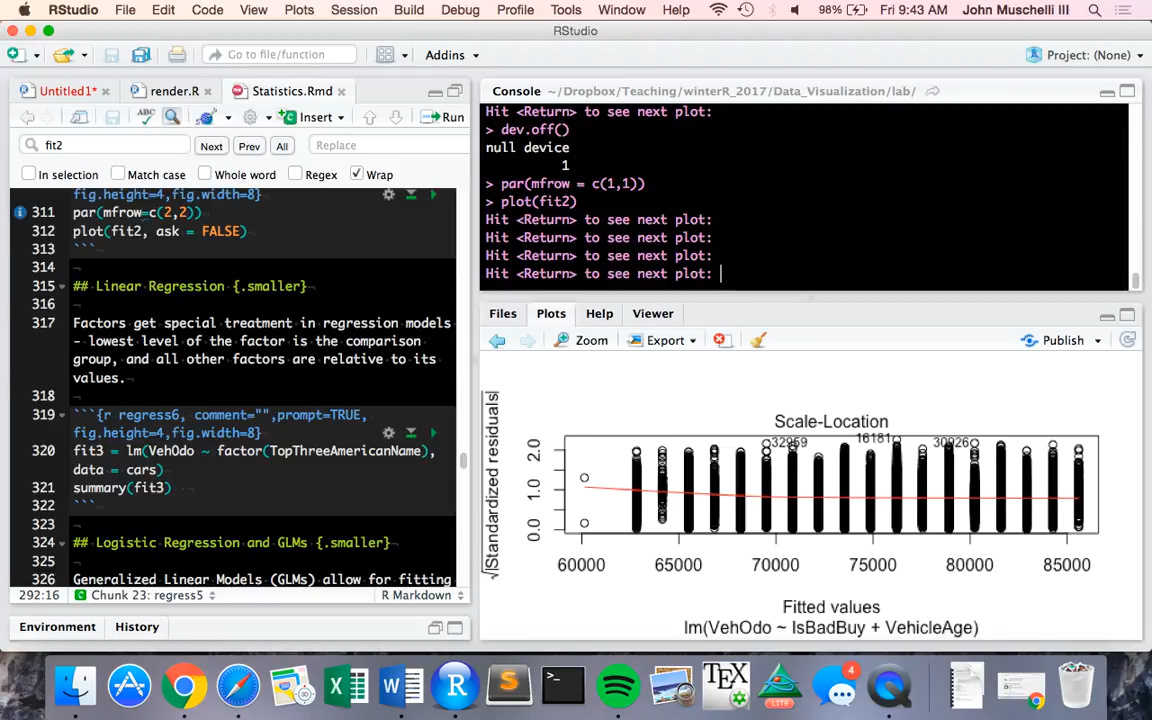 RStudio File Edit Code View Plots Session Build Debug Profile Tools Window Help 98% Fri 9:43 AM John Muschelli III
RStudio
Go to file/function Addins Project: (None)
Untitled1* render.R Statistics.Rmd
ABC Insert Run
fit2 Next Prev All Replace
In selection Match case Whole word Regex Wrap
fig.height=4,fig.width=8}
311 par(mfrow=c(2,2))
312 plot(fit2, ask = FALSE)
313 ```
314
315 ## Linear Regression {.smaller}
316
317 Factors get special treatment in regression models
- lowest level of the factor is the comparison
group, and all other factors are relative to its
values.
318
319 ```{r regress6, comment="",prompt=TRUE,
fig.height=4,fig.width=8}
320 fit3 = lm(VehOdo ~ factor(TopThreeAmericanName),
data = cars)
321 summary(fit3)
322 ```
323
324 ## Logistic Regression and GLMs {.smaller}
325
326 Generalized Linear Models (GLMs) allow for fitting
292:16 Chunk 23: regress5 R Markdown
Environment History
Console ~/Dropbox/Teaching/winterR_2017/Data_Visualization/lab/
Hit <Return> to see next plot:
> dev.off()
null device
1
> par(mfrow = c(1,1))
> plot(fit2)
Hit <Return> to see next plot:
Hit <Return> to see next plot:
Hit <Return> to see next plot:
Hit <Return> to see next plot:
Files Plots Help Viewer
Zoom Export Publish
Scale-Location
√|Standardized residuals|
2.0
1.0
0.0
32959 16181 30926
60000 65000 70000 75000 80000 85000
Fitted values
lm(VehOdo ~ IsBadBuy + VehicleAge)
30 X W R S >_ TEX LITE 4